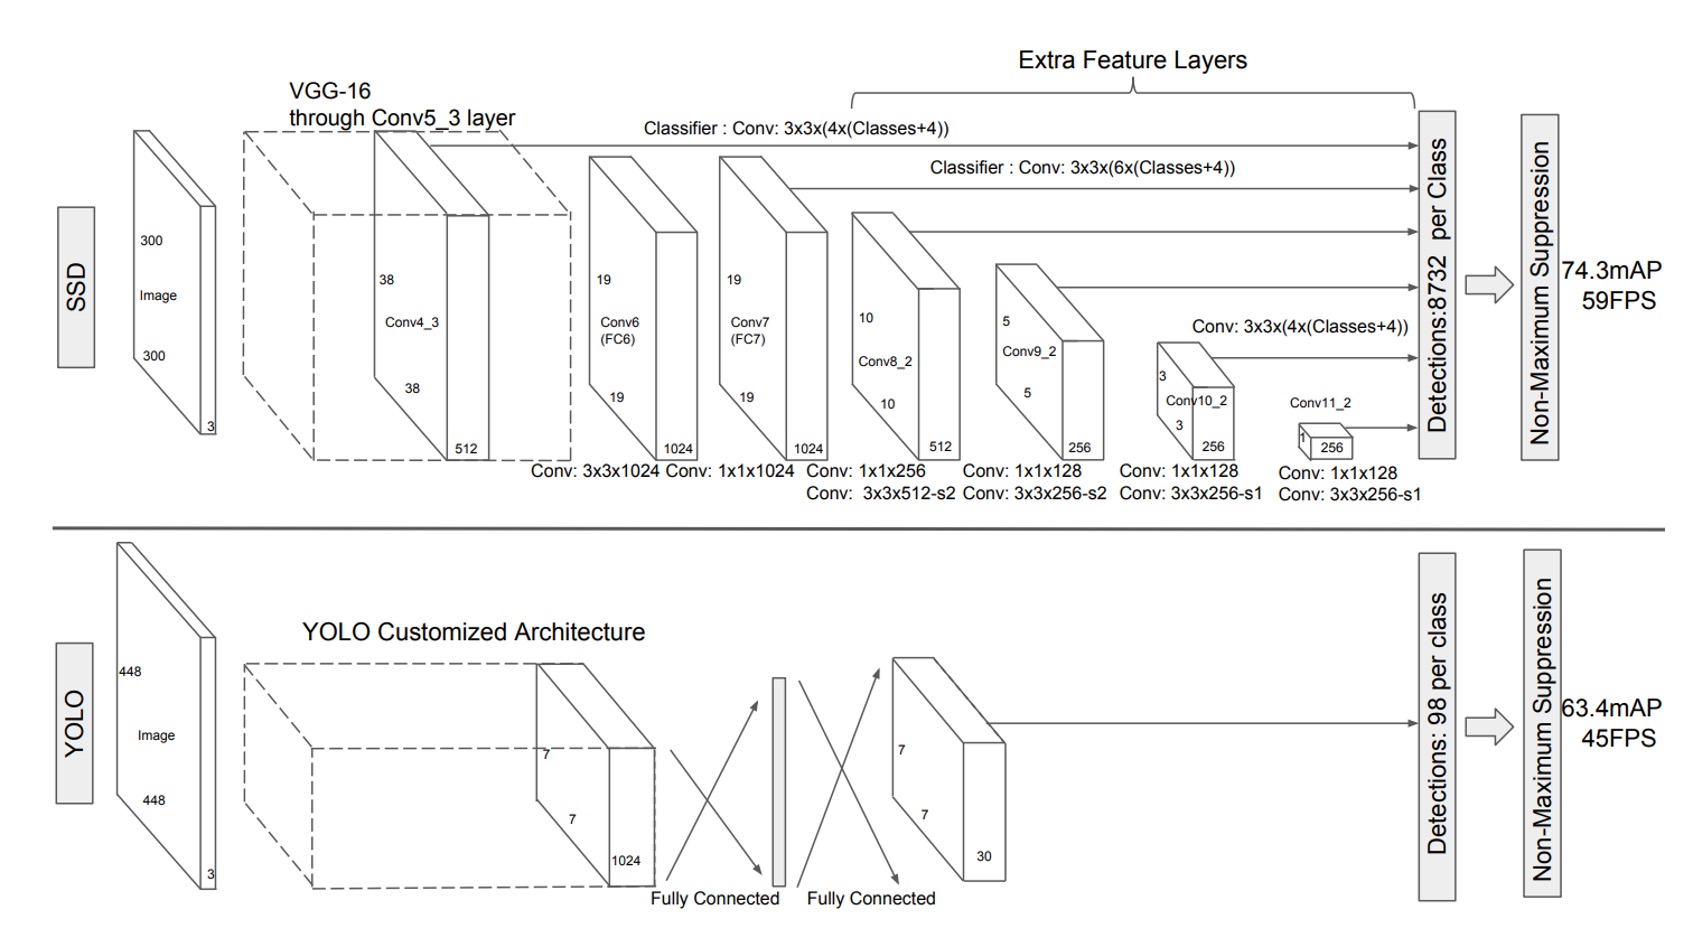 Extra Feature Layers
VGG-16
through Conv5_3 layer
Classifier : Conv: 3x3x(4x(Classes+4))
Classifier : Conv: 3x3x(6x(Classes+4))
SSD
300
Image
300
3
38
Conv4_3
38
512
19
Conv6
(FC6)
19
1024
19
Conv7
(FC7)
19
1024
10
Conv8_2
10
512
5
Conv9_2
5
256
Conv: 3x3x(4x(Classes+4))
3
Conv10_2
3
256
Conv11_2
1
256
Conv: 3x3x1024
Conv: 1x1x1024
Conv: 1x1x256
Conv: 3x3x512-s2
Conv: 1x1x128
Conv: 3x3x256-s2
Conv: 1x1x128
Conv: 3x3x256-s1
Conv: 1x1x128
Conv: 3x3x256-s1
Detections:8732 per Class
Non-Maximum Suppression
74.3mAP
59FPS
YOLO
448
Image
448
3
YOLO Customized Architecture
7
7
1024
Fully Connected
Fully Connected
7
7
30
Detections: 98 per class
Non-Maximum Suppression
63.4mAP
45FPS